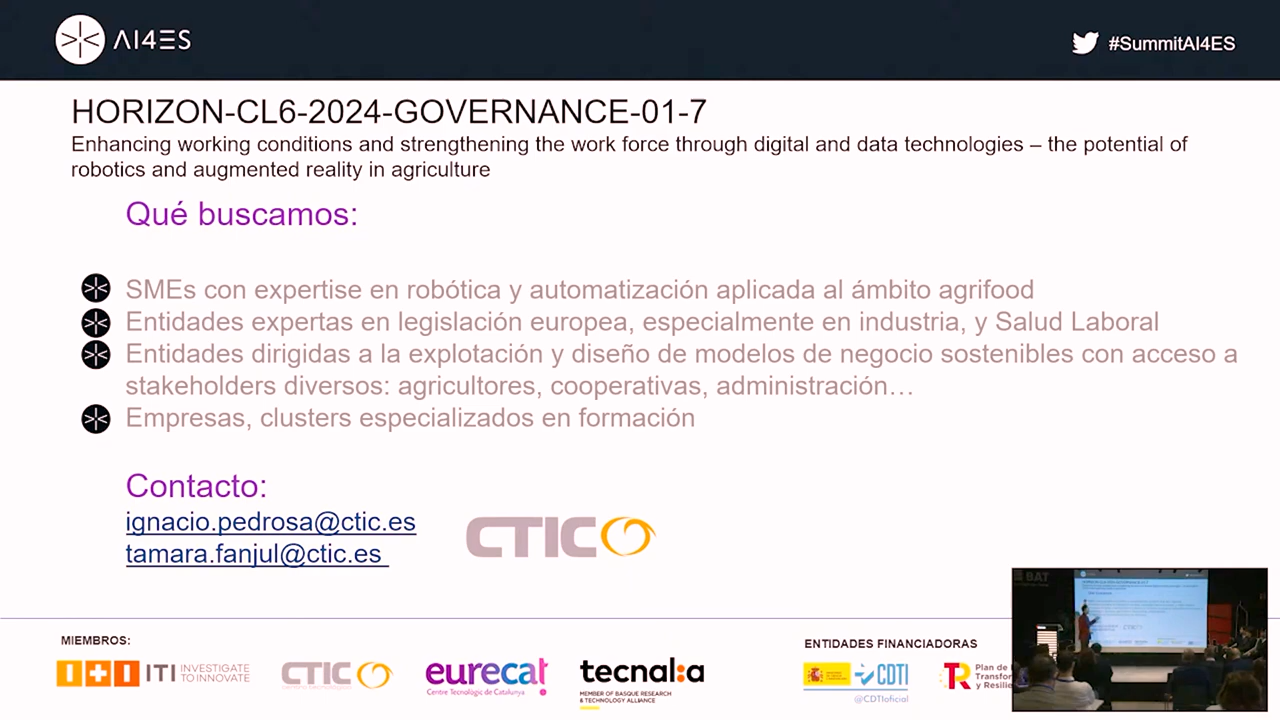 AI4ES
#SummitAI4ES
HORIZON-CL6-2024-GOVERNANCE-01-7
Enhancing working conditions and strengthening the work force through digital and data technologies – the potential of
robotics and augmented reality in agriculture
Qué buscamos:
SMEs con expertise en robótica y automatización aplicada al ámbito agrifood
Entidades expertas en legislación europea, especialmente en industria, y Salud Laboral
Entidades dirigidas a la explotación y diseño de modelos de negocio sostenibles con acceso a
stakeholders diversos: agricultores, cooperativas, administración…
Empresas, clusters especializados en formación
Contacto:
ignacio.pedrosa@ctic.es
tamara.fanjul@ctic.es
CTIC
MIEMBROS:
ENTIDADES FINANCIADORAS
ITI INVESTIGATE
TO INNOVATE
CTIC
eurecat
Centre Tecnològic de Catalunya
tecnal:a
MEMBER OF BASQUE RESEARCH
& TECHNOLOGY ALLIANCE
CDTI
@CDTIoficial
Plan de
Transfor
y Resilie